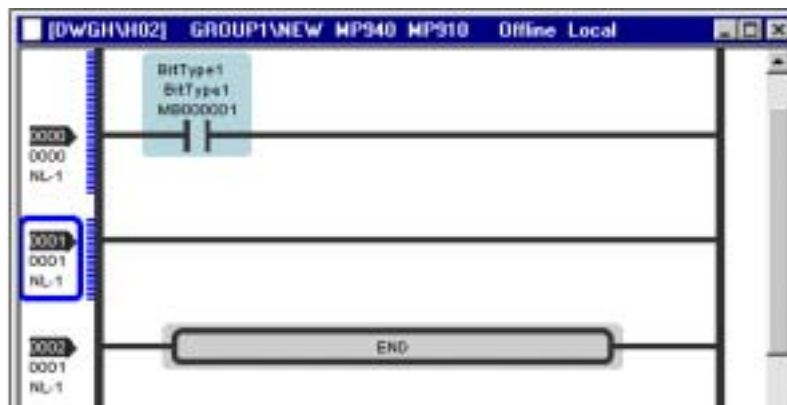 [DWGH\H02] GROUP1\NEW MP940 MP910 Offline Local
BitType1
BitType1
MB000001
0000
0000
NL-1
0001
0001
NL-1
0002
END
0001
NL-1